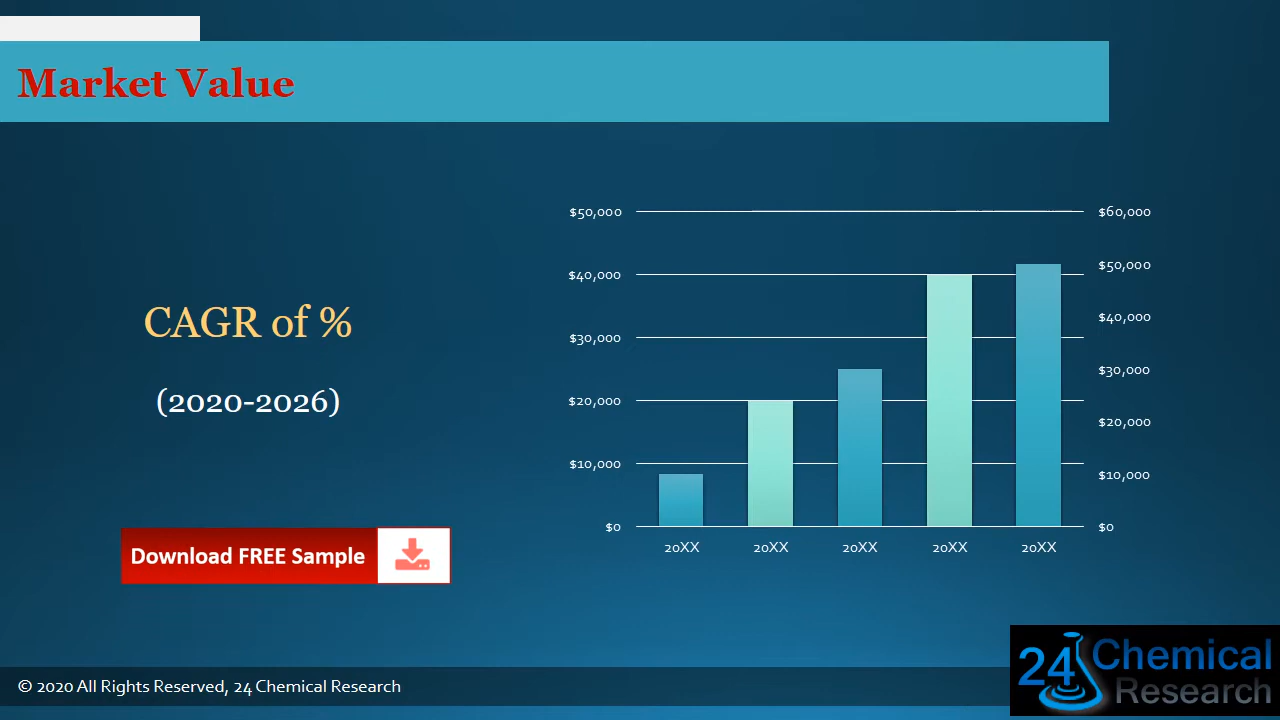 Market Value
CAGR of %
(2020-2026)
Download FREE Sample
$50,000
$40,000
$30,000
$20,000
$10,000
$0
$60,000
$50,000
$40,000
$30,000
$20,000
$10,000
$0
20XX 20XX 20XX 20XX 20XX
© 2020 All Rights Reserved, 24 Chemical Research
24 Chemical
Research